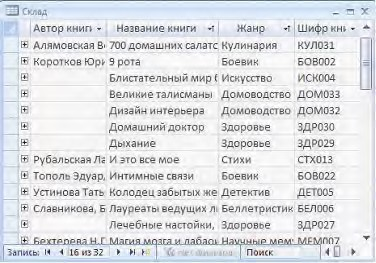 Склад
Автор книги Название книги Жанр Шифр кни
Алямовская Ве 700 домашних салатс Кулинария КУЛ031
Коротков Юри 9 рота Боевик БОВ002
Блистательный мир Искусство ИСК004
Великие талисманы Домоводство ДОМ033
Дизайн интерьера Домоводство ДОМ032
Домашний доктор Здоровье ЗДР030
Дыхание Здоровье ЗДР029
Рубальская Ла И это все мое Стихи СТХ013
Тополь Эдуар, Интимные связи Боевик БОВ022
Устинова Тать Колодец забытых же Детектив ДЕТ005
Славникова, Б Лауреаты ведущих л Беллетристик БЕЛ006
Лечебные настойки, Здоровье ЗДР027
Бехтерева Н.Г Магия мозга и лабио Научные мем МЕМ007
Запись: 16 из 32 Нет фильтра Поиск